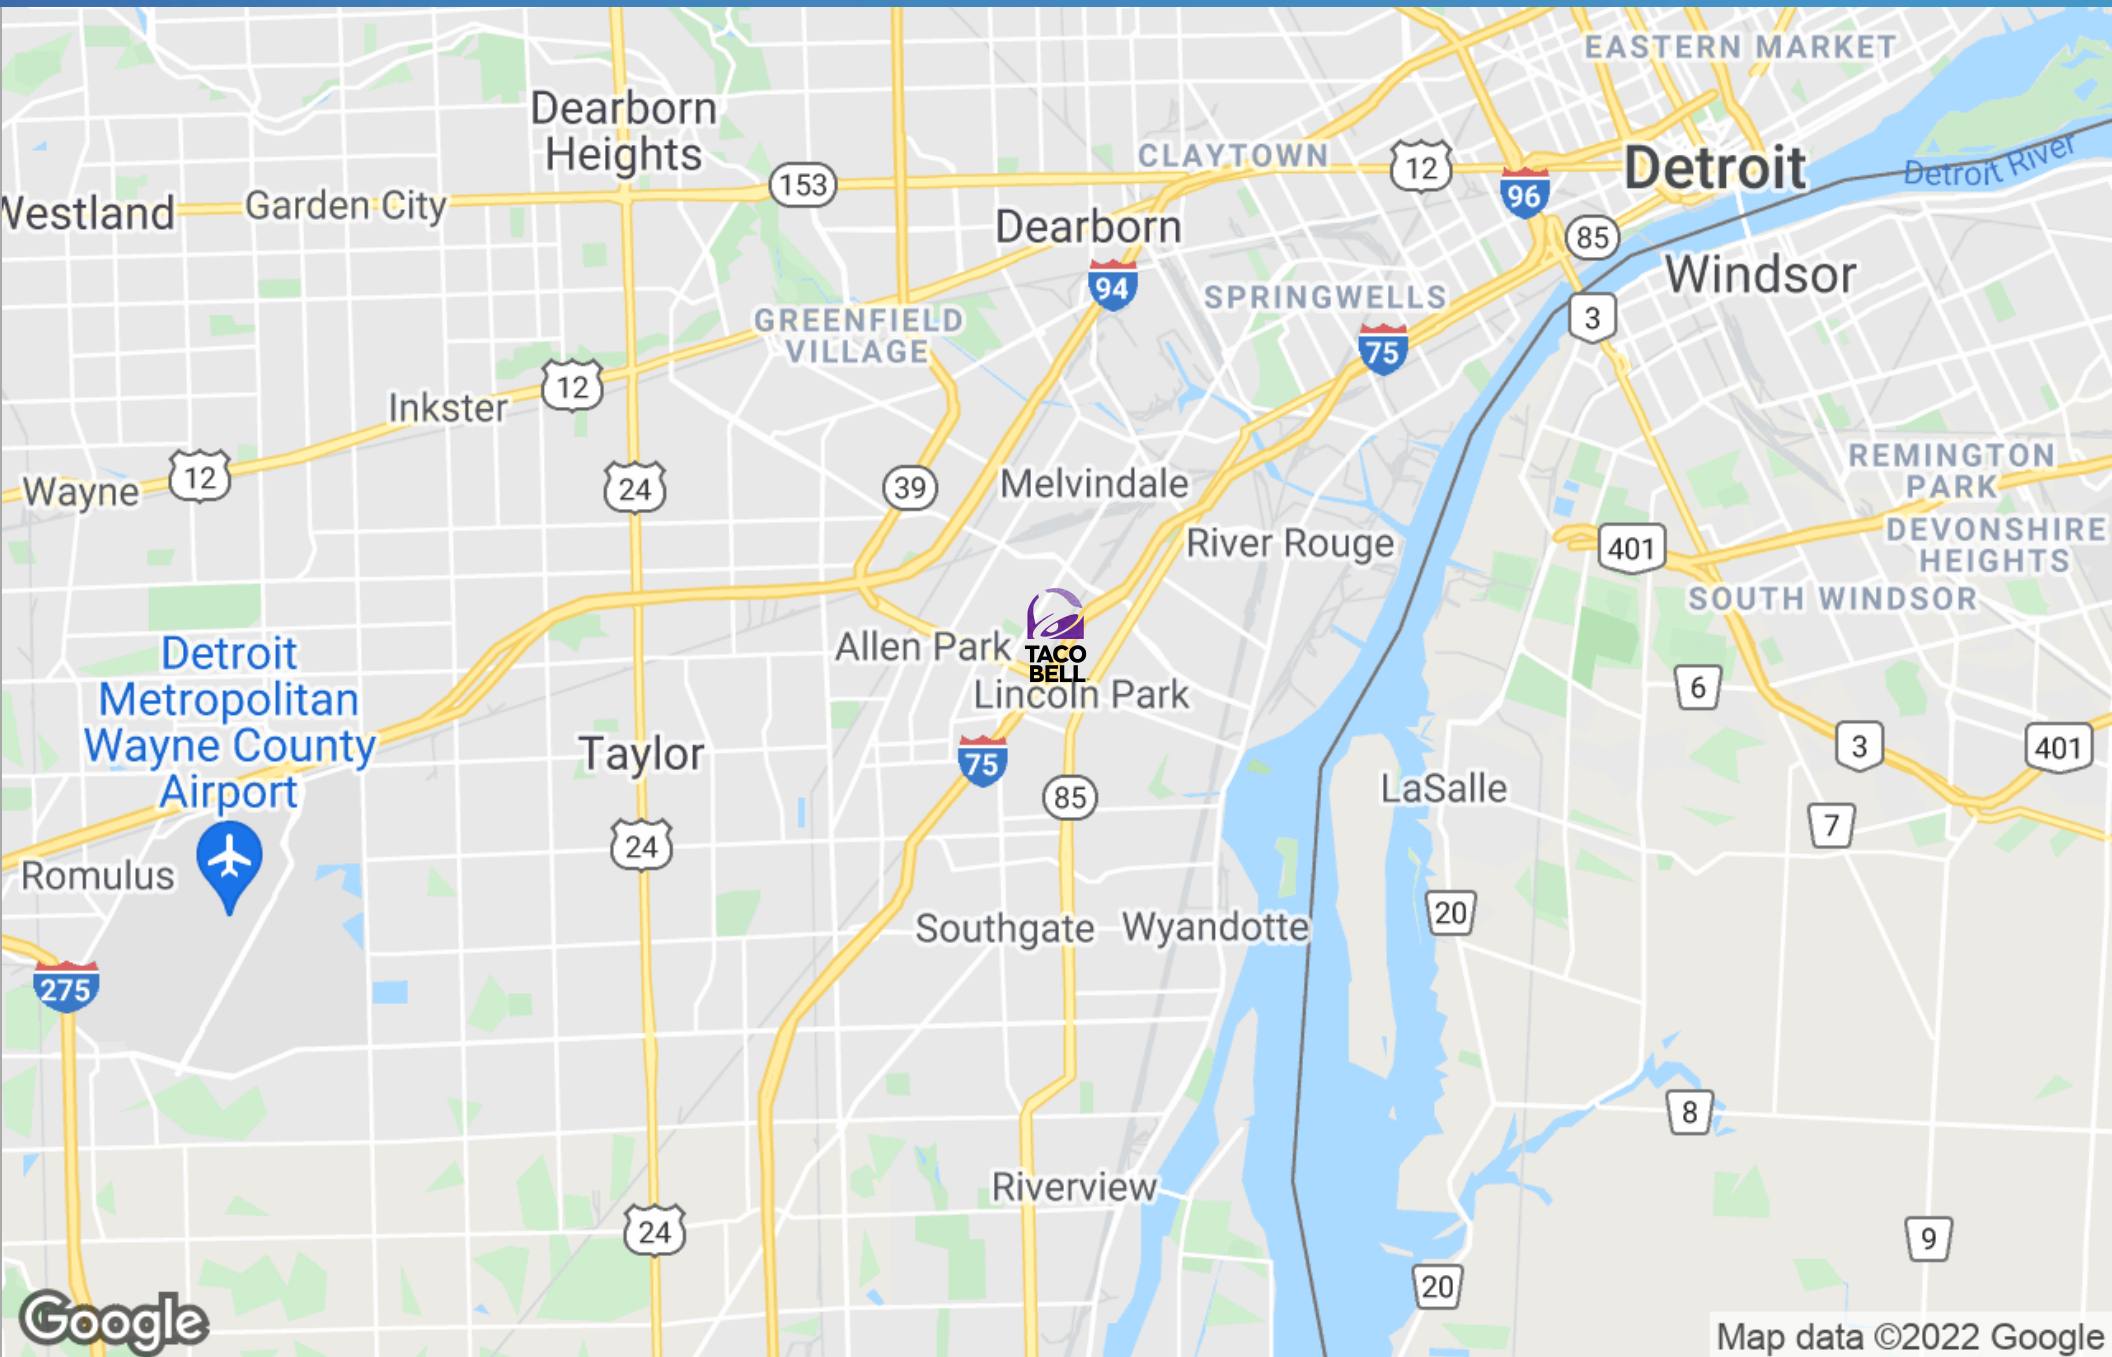 EASTERN MARKET
Dearborn
Heights
CLAYTOWN
12
Detroit
Detroit River
153
96
Westland
Garden City
Dearborn
85
Windsor
94
SPRINGWELLS
3
GREENFIELD
VILLAGE
75
12
Inkster
REMINGTON
PARK
12
Wayne
24
39
Melvindale
DEVONSHIRE
HEIGHTS
River Rouge
401
SOUTH WINDSOR
Detroit
Metropolitan
Wayne County
Airport
Allen Park
TACO
BELL
Lincoln Park
6
Taylor
75
3
401
85
LaSalle
7
24
Romulus
20
Southgate
Wyandotte
275
8
Riverview
24
9
20
Google
Map data ©2022 Google